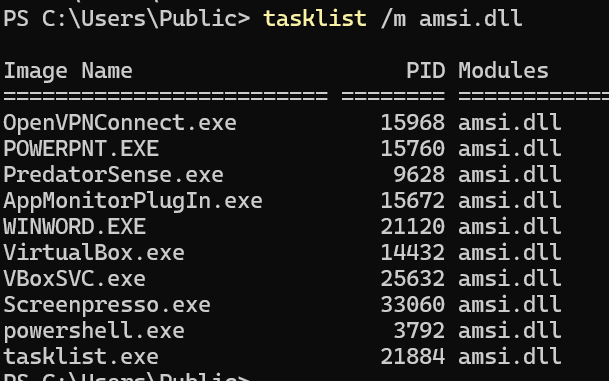 PS C:\Users\Public> tasklist /m amsi.dll
Image Name                     PID Modules
========================= ======== ============
OpenVPNConnect.exe           15968 amsi.dll
POWERPNT.EXE                 15760 amsi.dll
PredatorSense.exe             9628 amsi.dll
AppMonitorPlugIn.exe         15672 amsi.dll
WINWORD.EXE                  21120 amsi.dll
VirtualBox.exe               14432 amsi.dll
VBoxSVC.exe                  25632 amsi.dll
Screenpresso.exe             33060 amsi.dll
powershell.exe                3792 amsi.dll
tasklist.exe                 21884 amsi.dll
PS C:\Users\Public>